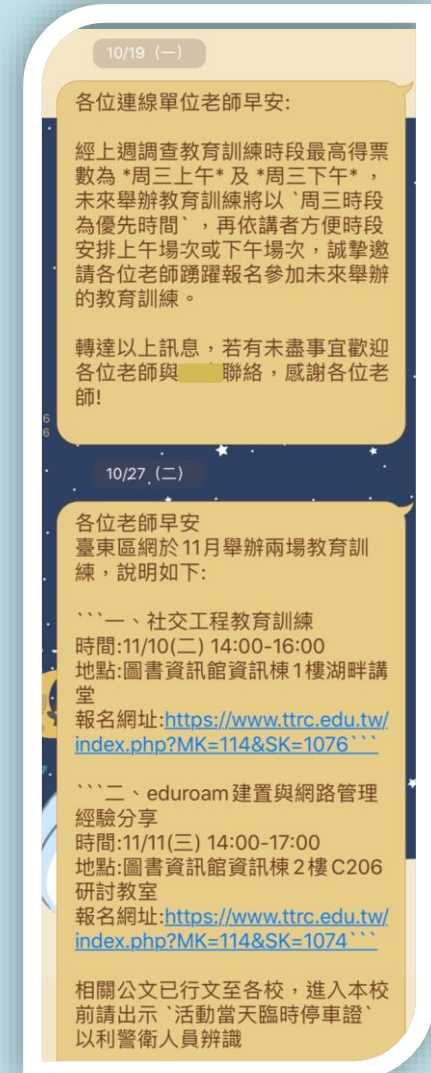 10/19 (一)
各位連線單位老師早安:
經上週調查教育訓練時段最高得票
數為 *周三上午* 及 *周三下午* ,
未來舉辦教育訓練將以 `周三時段
為優先時間` ,再依講者方便時段
安排上午場次或下午場次,誠摯邀
請各位老師踴躍報名參加未來舉辦
的教育訓練。
轉達以上訊息,若有未盡事宜歡迎
各位老師與 聯絡,感謝各位老
師!
6
6
10/27 (二)
各位老師早安
臺東區網於11月舉辦兩場教育訓
練,說明如下:
```一、社交工程教育訓練
時間:11/10(二) 14:00-16:00
地點:圖書資訊館資訊棟1樓湖畔講
堂
報名網址:https://www.ttrc.edu.tw/
index.php?MK=114&SK=1076```
```二、eduroam建置與網路管理
經驗分享
時間:11/11(三) 14:00-17:00
地點:圖書資訊館資訊棟2樓C206
研討教室
報名網址:https://www.ttrc.edu.tw/
index.php?MK=114&SK=1074```
相關公文已行文至各校,進入本校
前請出示 `活動當天臨時停車證`
以利警衛人員辨識